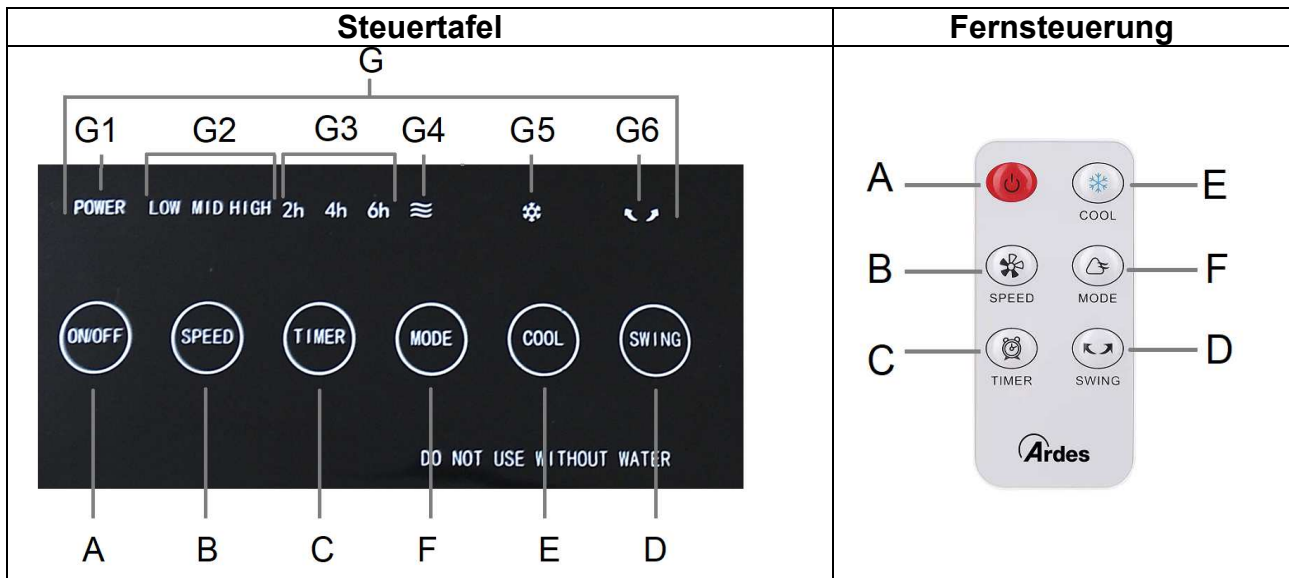 Steuertafel
Fernsteuerung
G
G1 G2 G3 G4 G5 G6
POWER LOW MID HIGH 2h 4h 6h
ON/OFF SPEED TIMER MODE COOL SWING
DO NOT USE WITHOUT WATER
A B C F E D
A E
COOL
B F
SPEED MODE
C D
TIMER SWING
Ardes